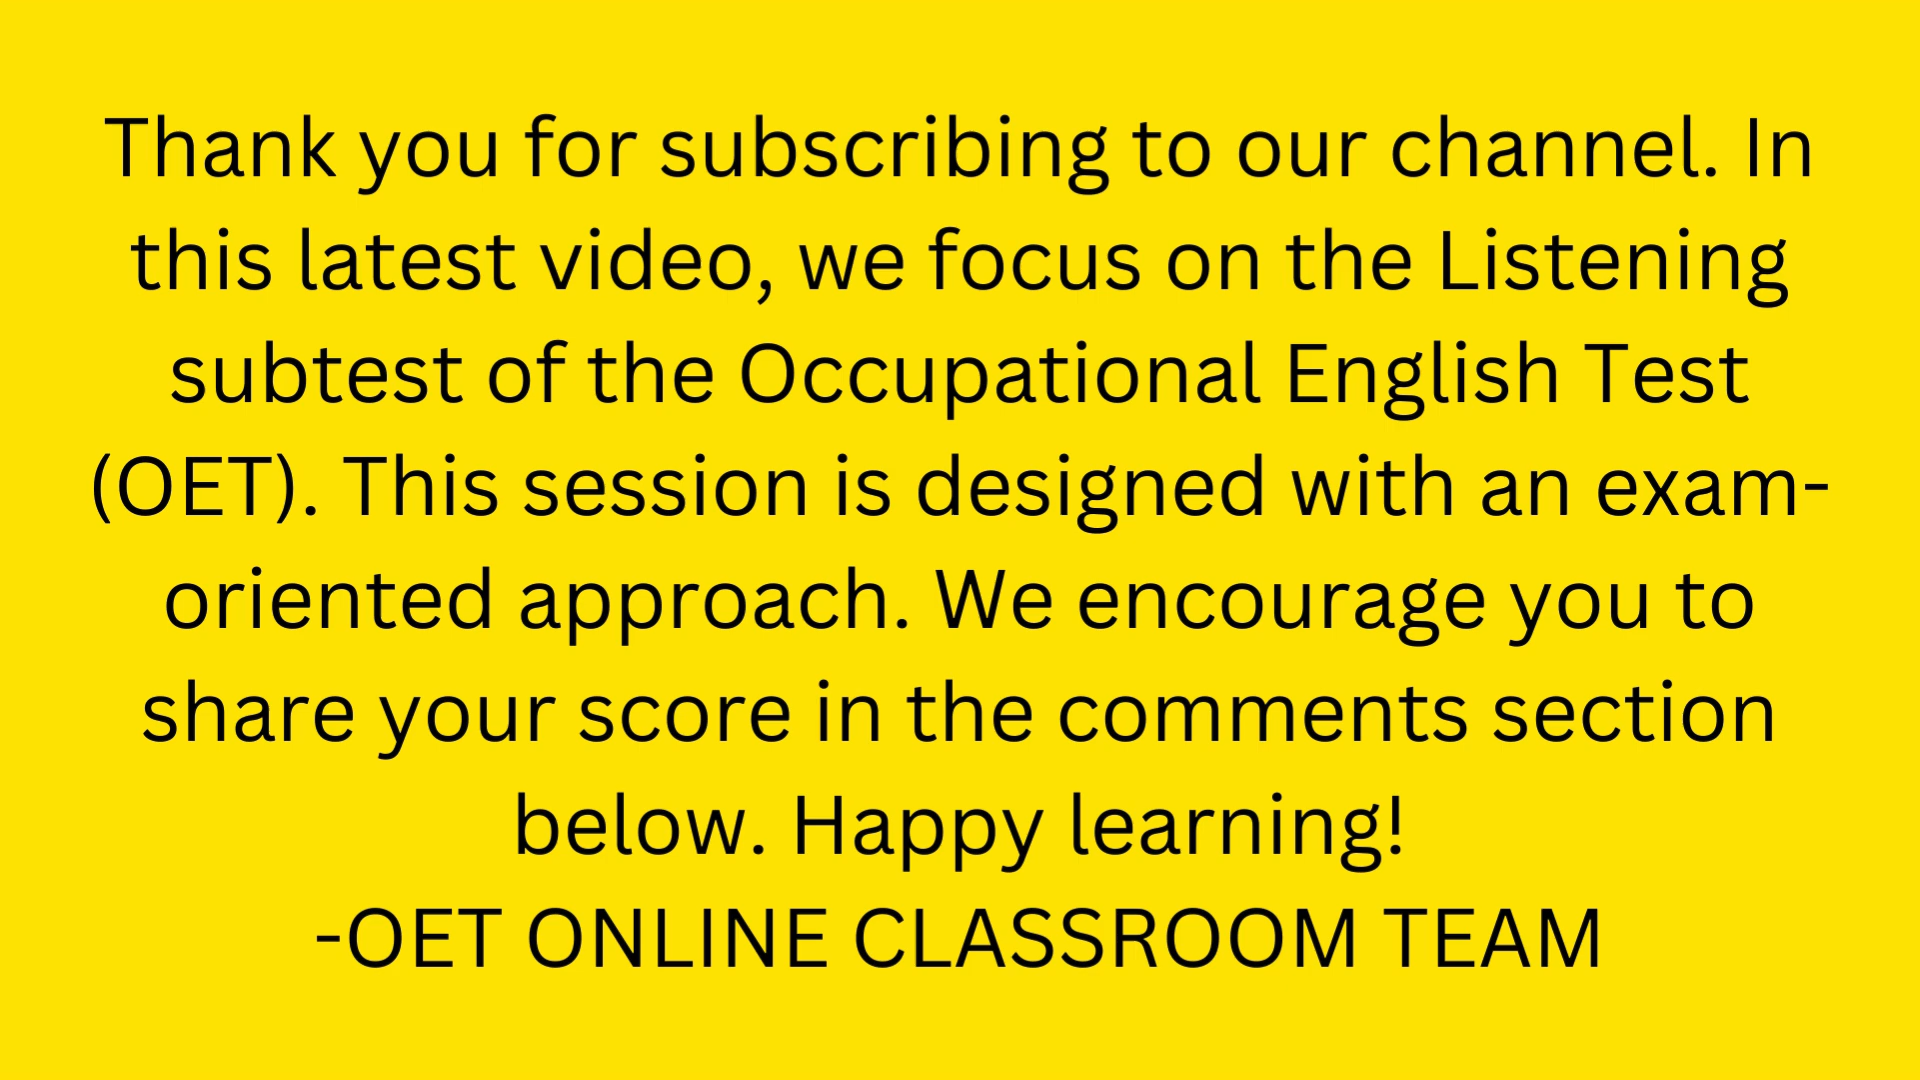 Thank you for subscribing to our channel. In
this latest video, we focus on the Listening
subtest of the Occupational English Test
(OET). This session is designed with an exam-
oriented approach. We encourage you to
share your score in the comments section
below. Happy learning!
-OET ONLINE CLASSROOM TEAM